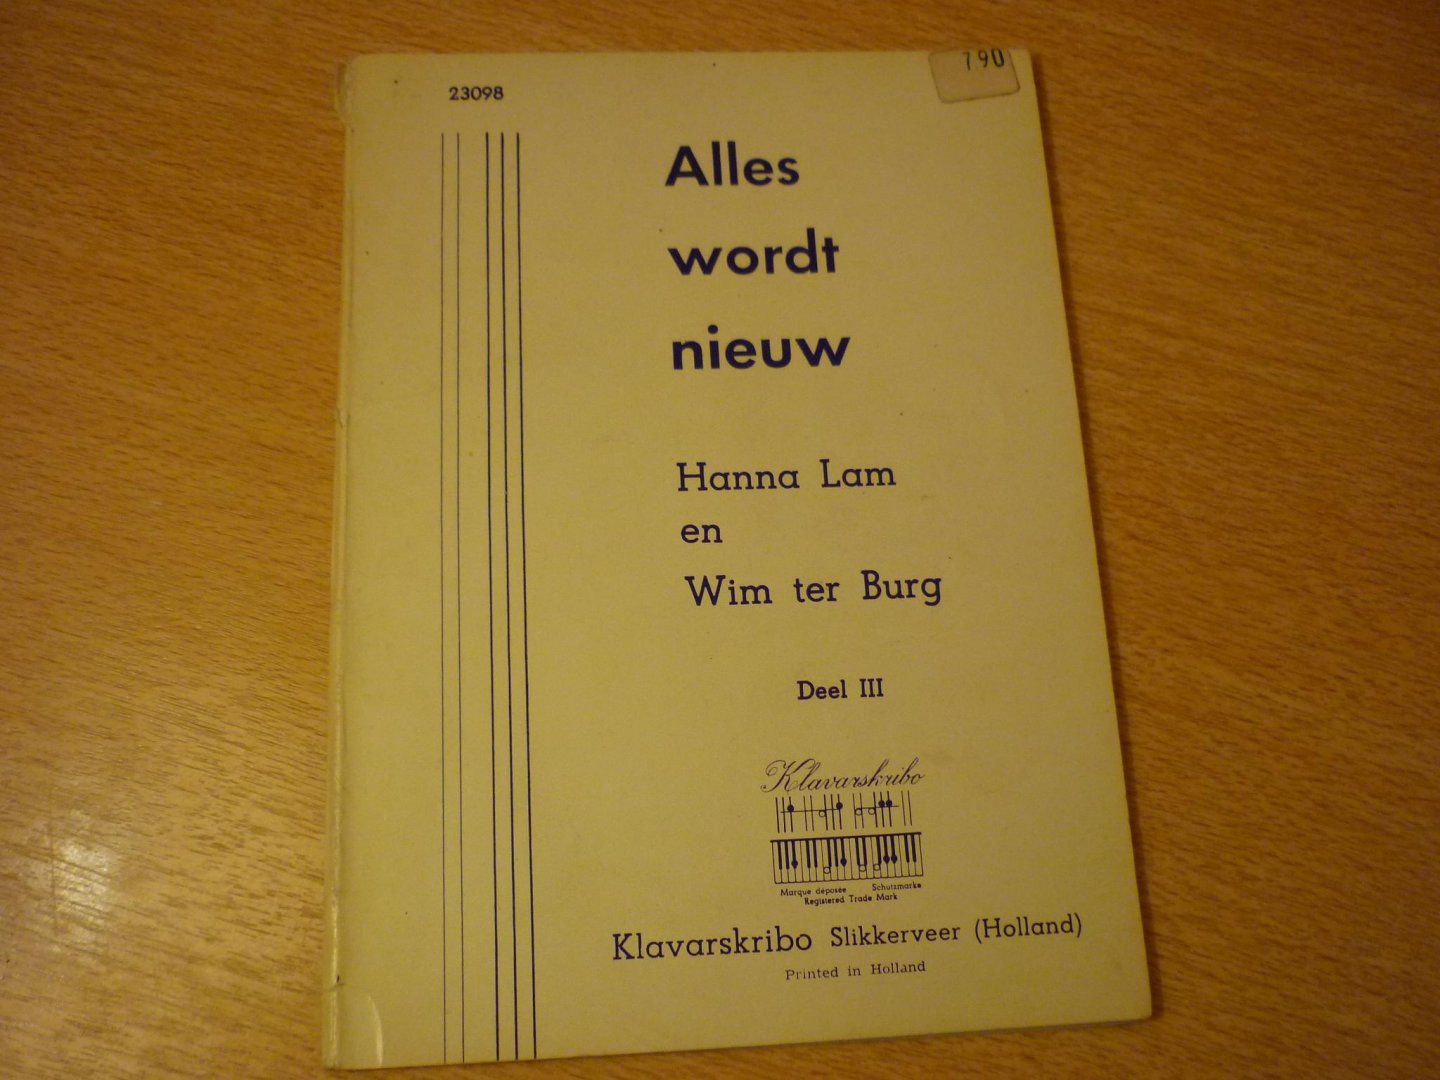 7.90
23098
Alles
wordt
nieuw
Hanna Lam
en
Wim ter Burg
Deel III
Klavarskribo
Marque déposée Schutzmarke
Registered Trade Mark
Klavarskribo Slikkerveer (Holland)
Printed in Holland